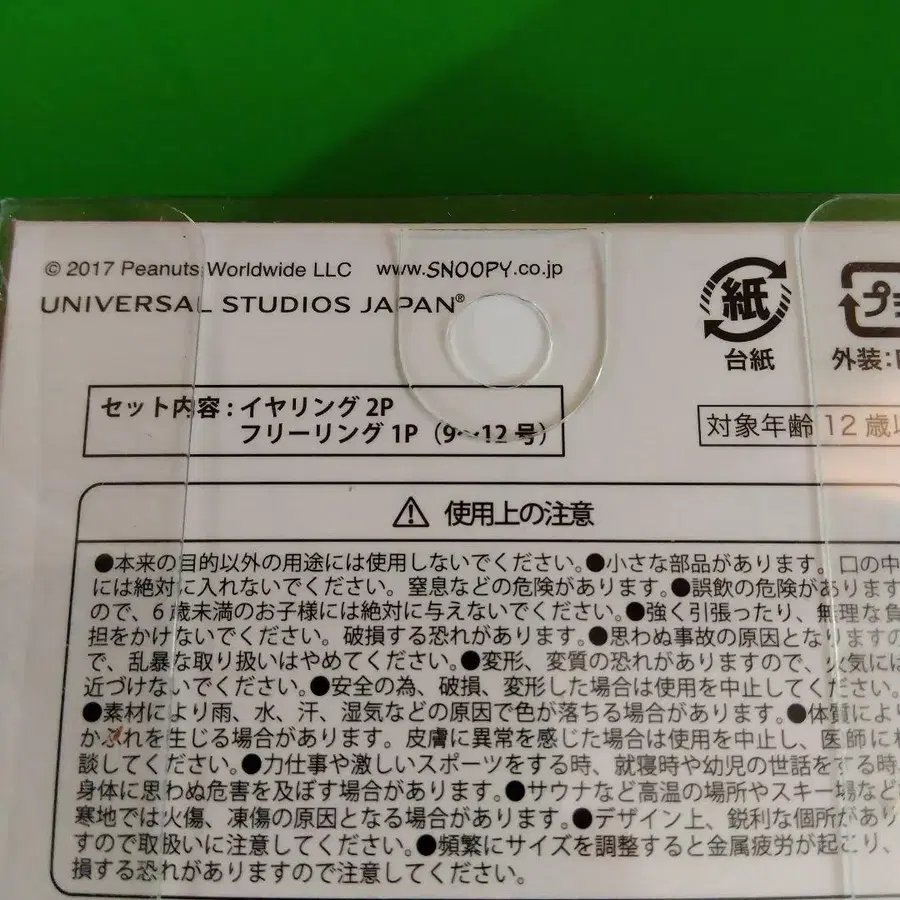 © 2017 Peanuts Worldwide LLC www.SNOOPY.co.jp
UNIVERSAL STUDIOS JAPAN®
紙
台紙
プ
外装:
セット内容:イヤリング 2P
フリーリング 1P(9〜12 号)
対象年齢 12 歳以
⚠ 使用上の注意
●本来の目的以外の用途には使用しないでください。●小さな部品があります。口の中
には絶対に入れないでください。窒息などの危険があります。●誤飲の危険があります
ので、6 歳未満のお子様には絶対に与えないでください。●強く引張ったり、無理な負
担をかけないでください。破損する恐れがあります。●思わぬ事故の原因となりますの
で、乱暴な取り扱いはやめてください。●変形、変質の恐れがありますので、火気には
近づけないでください。●安全の為、破損、変形した場合は使用を中止してください。
●素材により雨、水、汗、湿気などの原因で色が落ちる場合があります。●体質により
かぶれを生じる場合があります。皮膚に異常を感じた場合は使用を中止し、医師に相
談してください。●力仕事や激しいスポーツをする時、就寝時や幼児の世話をする時、
身体に思わぬ危害を及ぼす場合があります。●サウナなど高温の場所やスキー場など
寒地では火傷、凍傷の原因となる場合があります。●デザイン上、鋭利な個所があり
ますので取扱いに注意してください。●頻繁にサイズを調整すると金属疲労が起こり、
損する恐れがありますので注意してください。